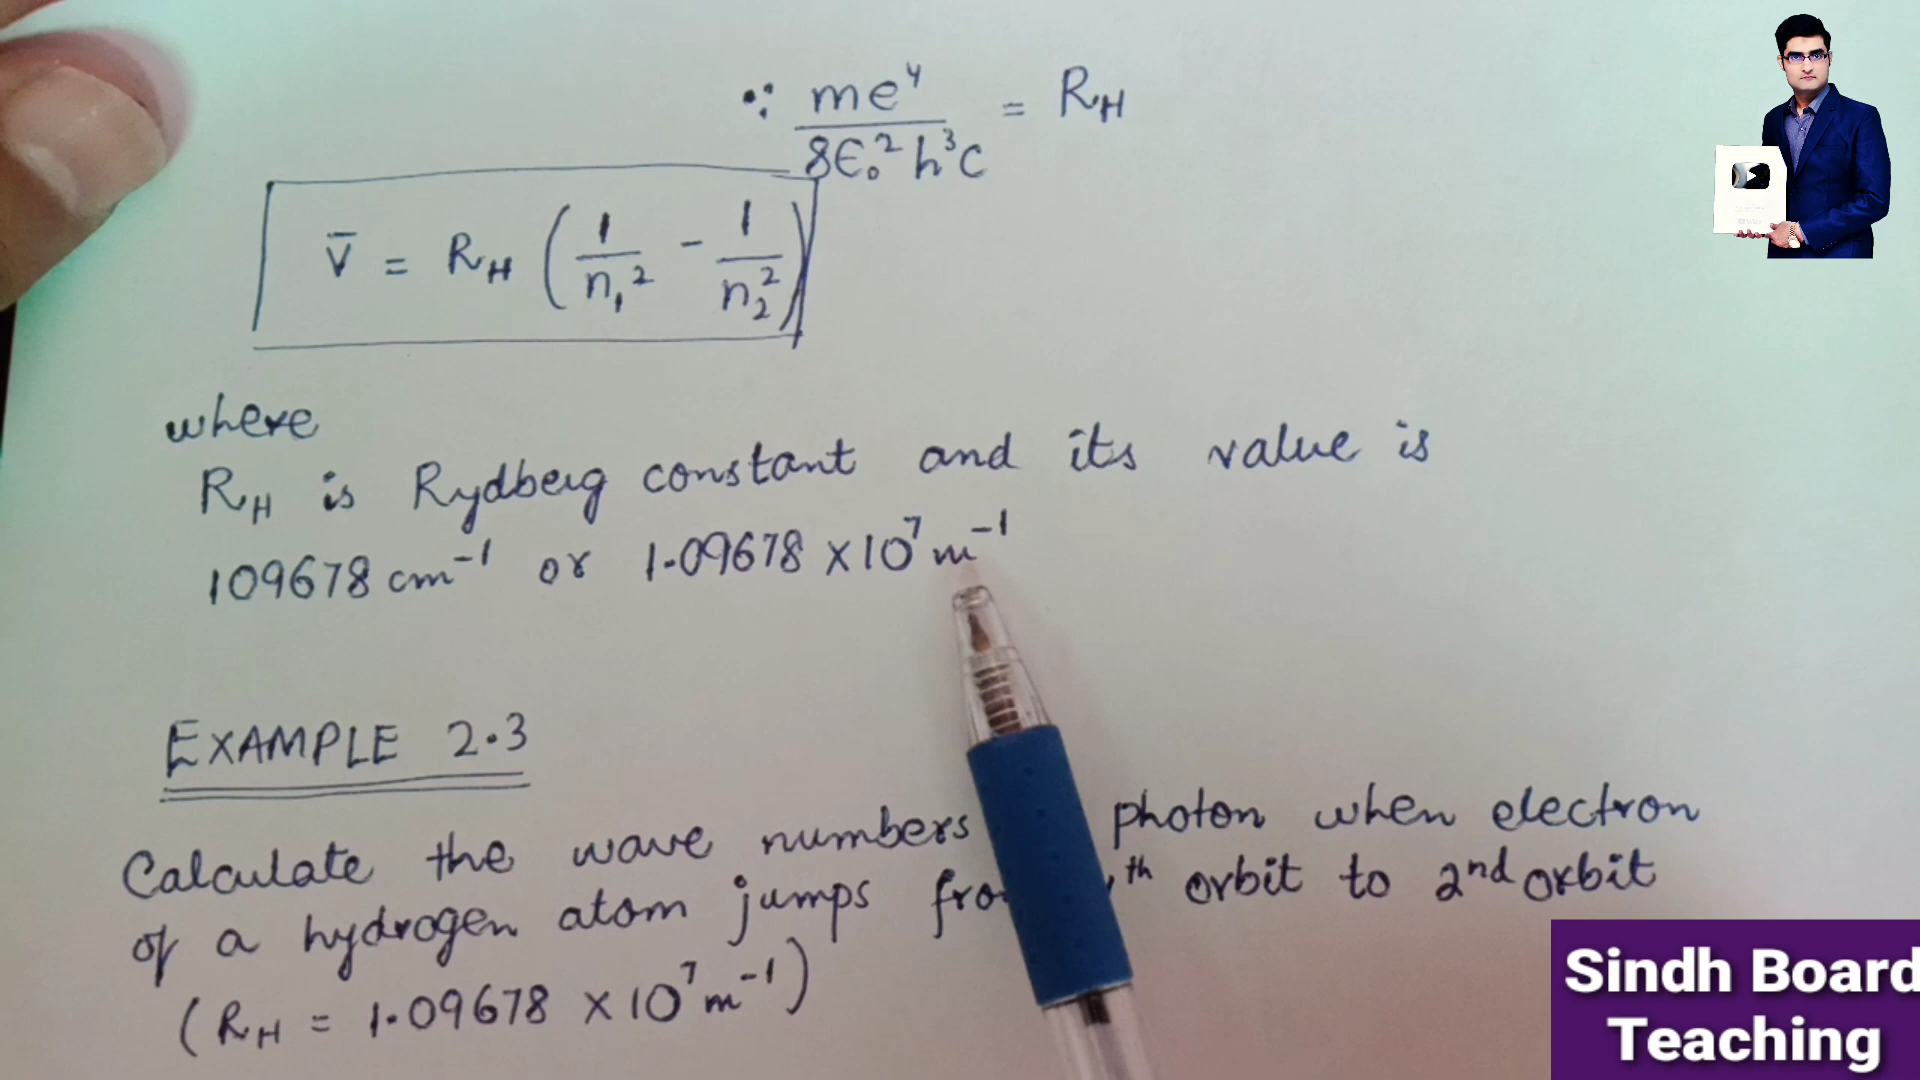 ∵ me⁴ / 8ϵ₀² h³c = R_H
v̄ = R_H (1/n₁² - 1/n₂²)
where
R_H is Rydberg constant and its value is
109678 cm⁻¹ or 1.09678 ×10⁷ m⁻¹
EXAMPLE 2.3
Calculate the wave numbers photon when electron
of a hydrogen atom jumps orbit to 2nd orbit
(R_H = 1.09678 ×10⁷ m⁻¹)
Sindh Board
Teaching